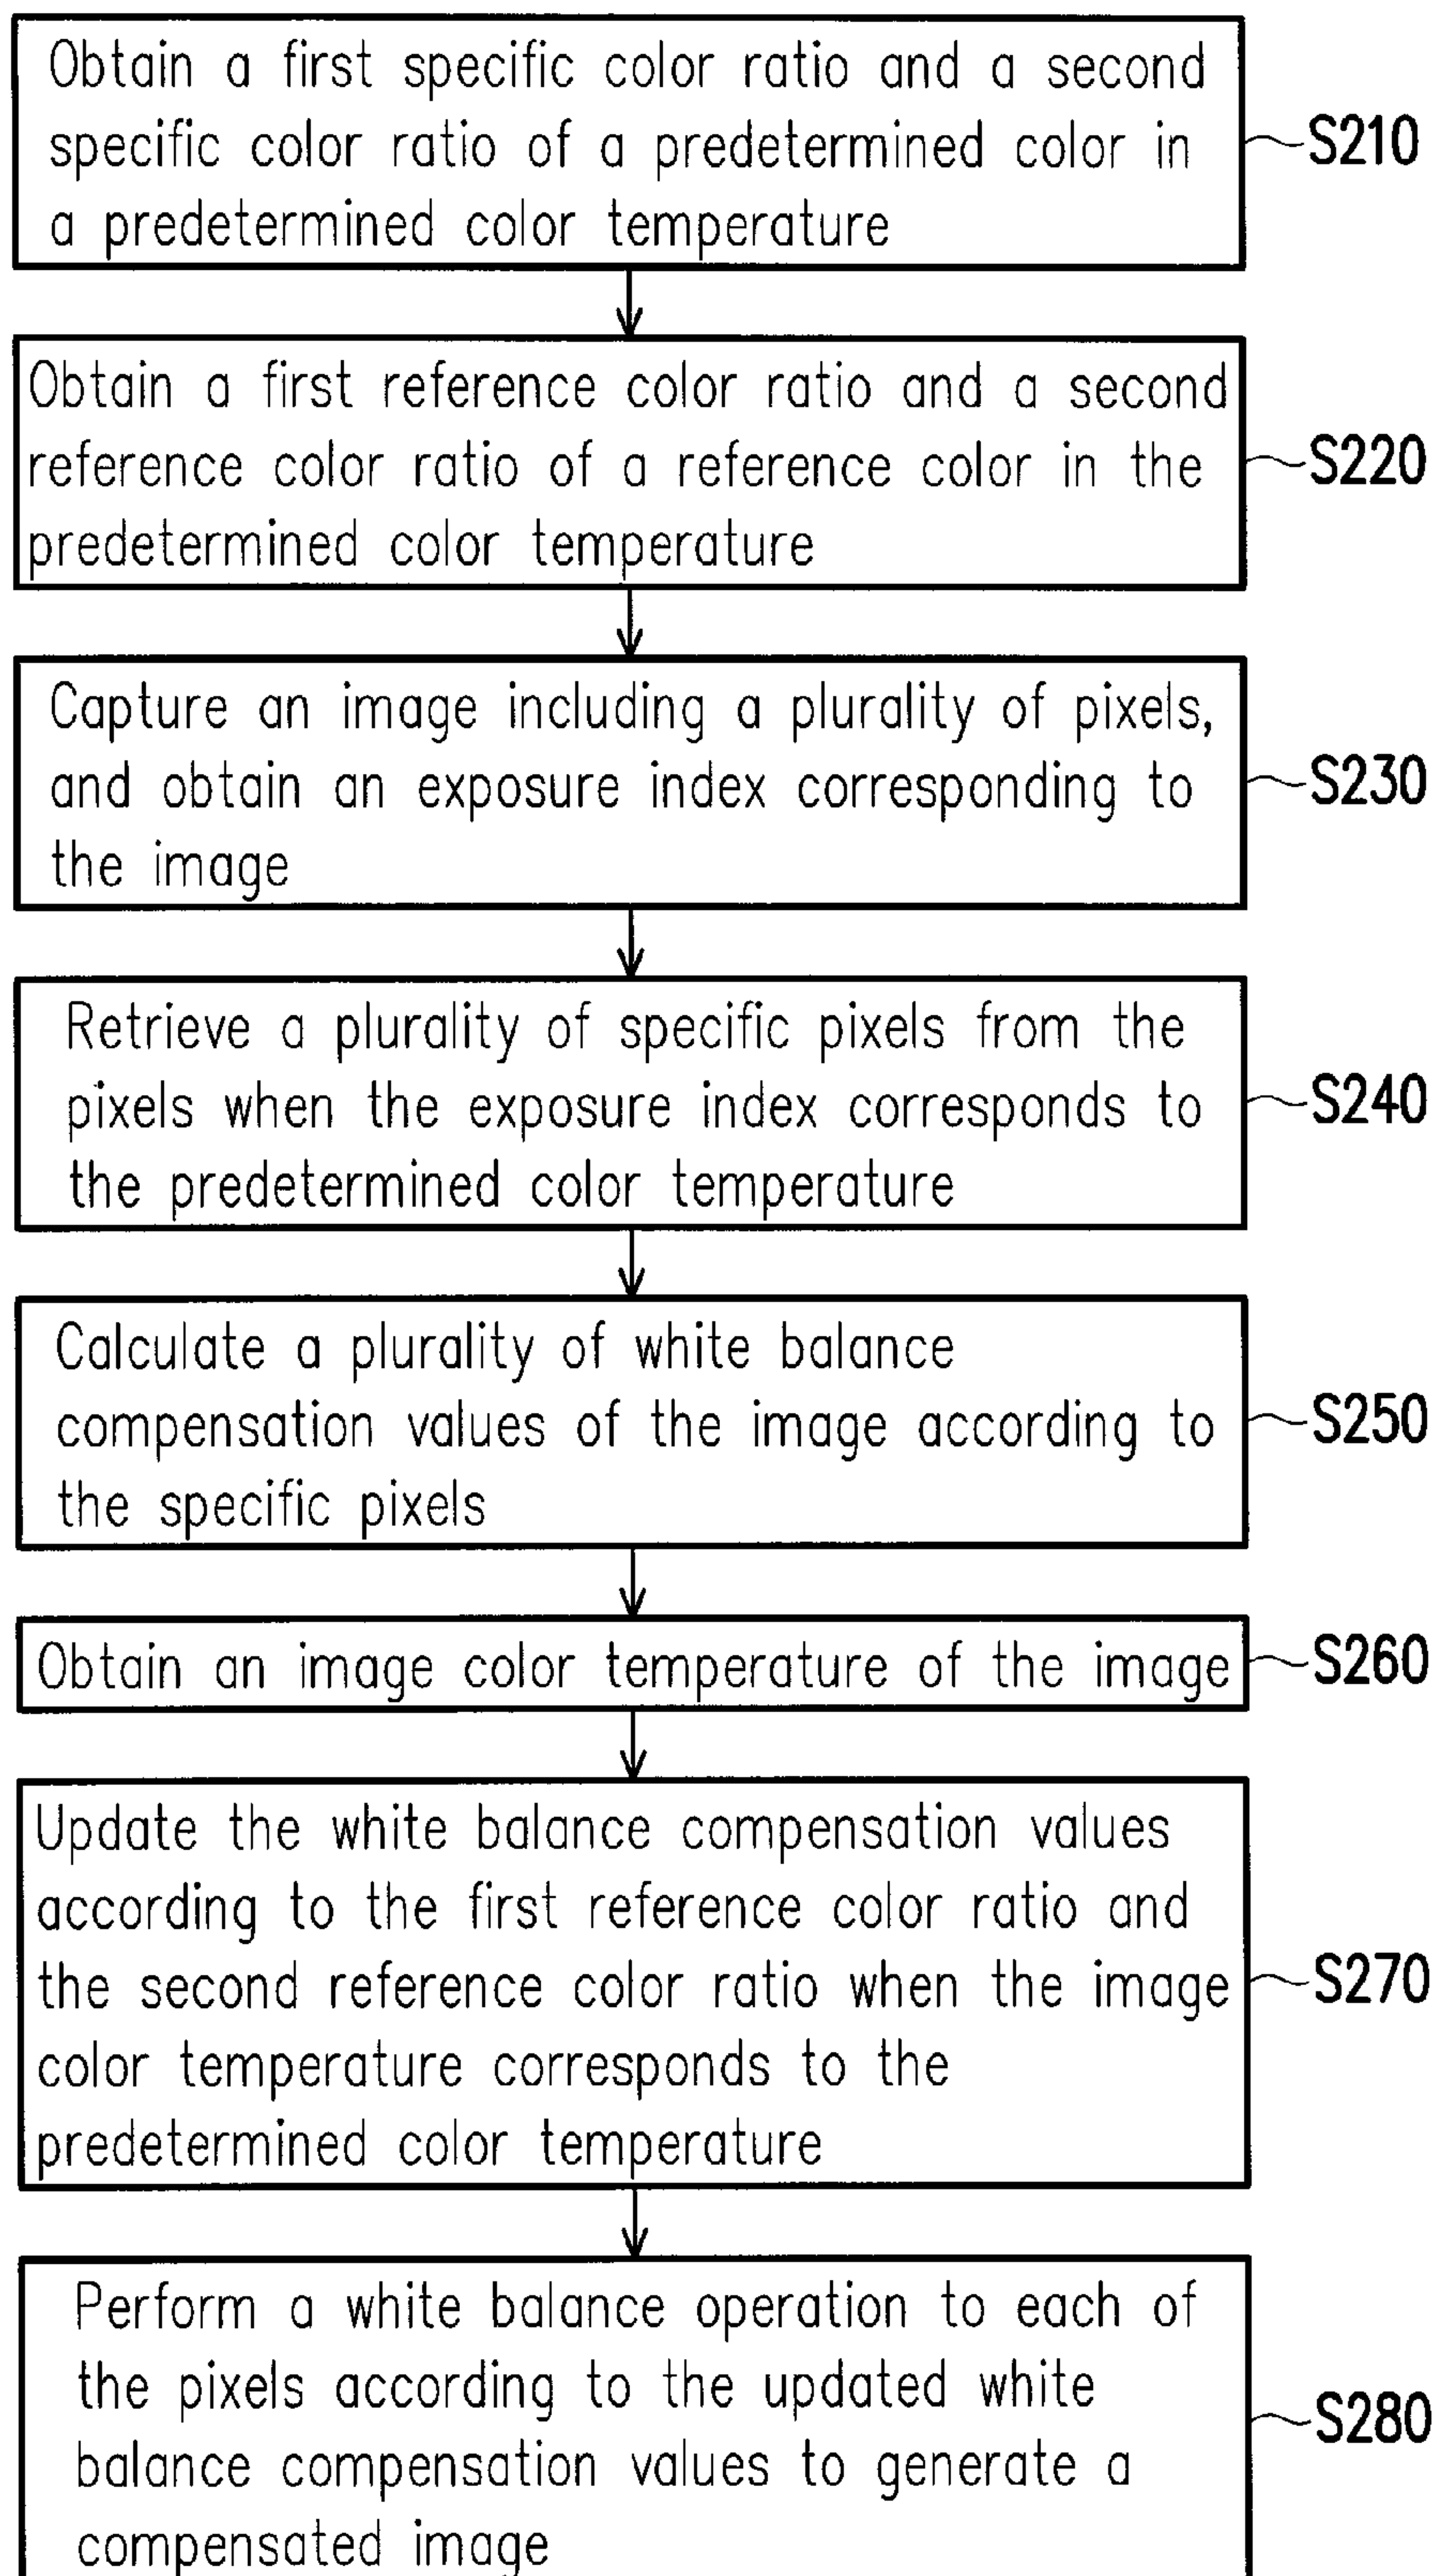 Obtain a first specific color ratio and a second
specific color ratio of a predetermined color in
a predetermined color temperature
S210
Obtain a first reference color ratio and a second
reference color ratio of a reference color in the
predetermined color temperature
S220
Capture an image including a plurality of pixels,
and obtain an exposure index corresponding to
the image
S230
Retrieve a plurality of specific pixels from the
pixels when the exposure index corresponds to
the predetermined color temperature
S240
Calculate a plurality of white balance
compensation values of the image according to
the specific pixels
S250
Obtain an image color temperature of the image
S260
Update the white balance compensation values
according to the first reference color ratio and
the second reference color ratio when the image
color temperature corresponds to the
predetermined color temperature
S270
Perform a white balance operation to each of
the pixels according to the updated white
balance compensation values to generate a
compensated image
S280